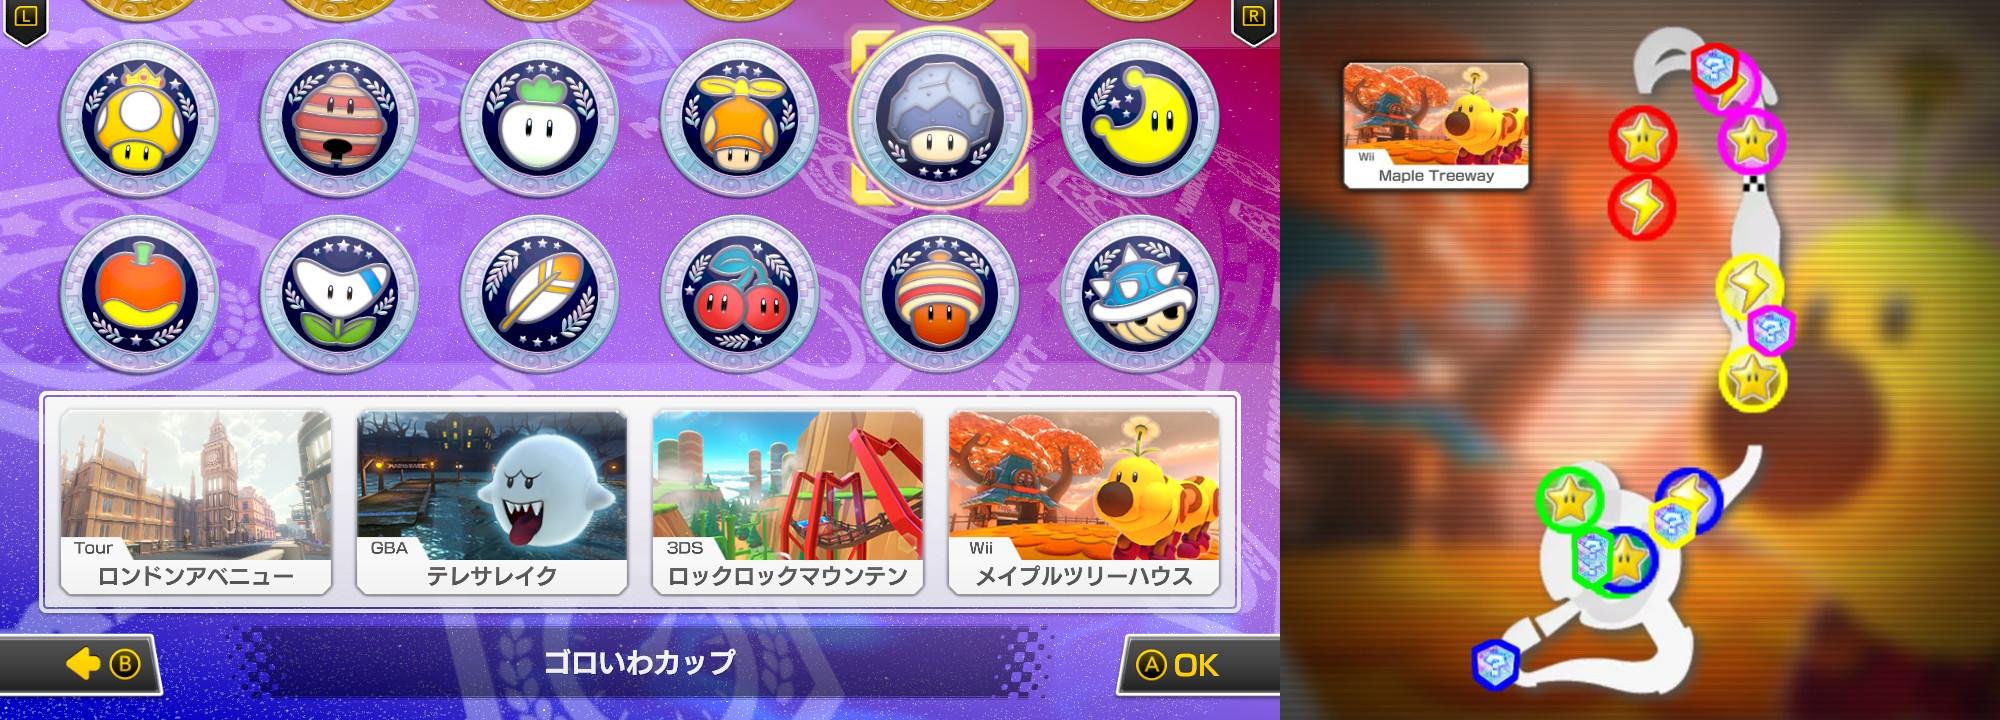 L
R
Tour
ロンドンアベニュー
GBA
テレサレイク
3DS
ロックロックマウンテン
Wii
メイプルツリーハウス
B
ゴロいわカップ
A OK
Wii
Maple Treeway